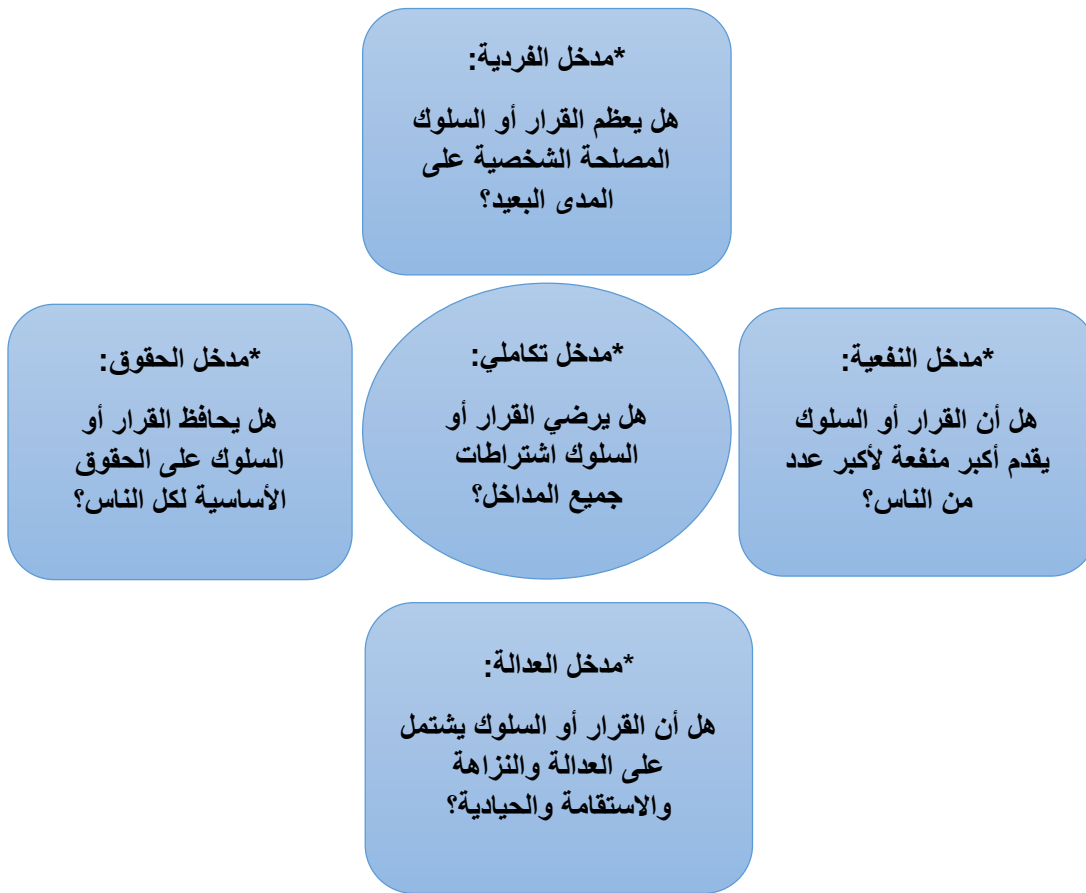 *مدخل الفردية:
هل يعظم القرار أو السلوك
المصلحة الشخصية على
المدى البعيد؟
*مدخل النفعية:
هل أن القرار أو السلوك
يقدم أكبر منفعة لأكبر عدد
من الناس؟
*مدخل تكاملي:
هل يرضي القرار أو
السلوك اشتراطات
جميع المداخل؟
*مدخل الحقوق:
هل يحافظ القرار أو
السلوك على الحقوق
الأساسية لكل الناس؟
*مدخل العدالة:
هل أن القرار أو السلوك يشتمل
على العدالة والنزاهة
والاستقامة والحيادية؟